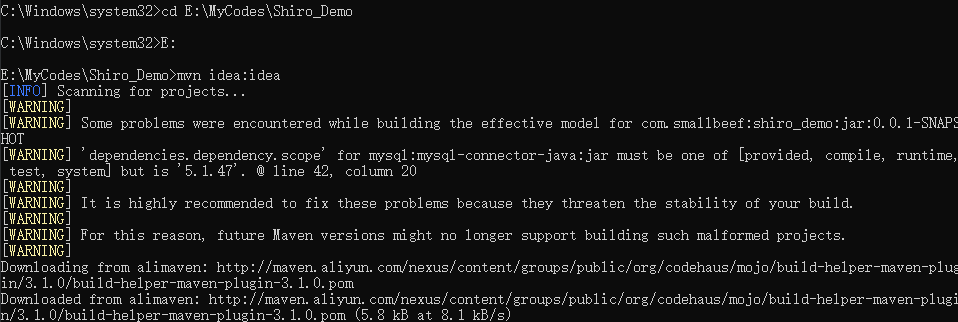 C:\Windows\system32>cd E:\MyCodes\Shiro_Demo
C:\Windows\system32>E:
E:\MyCodes\Shiro_Demo>mvn idea:idea
[INFO] Scanning for projects...
[WARNING]
[WARNING] Some problems were encountered while building the effective model for com.smallbeef:shiro_demo:jar:0.0.1-SNAPS
HOT
[WARNING] 'dependencies.dependency.scope' for mysql:mysql-connector-java:jar must be one of [provided, compile, runtime,
 test, system] but is '5.1.47'. @ line 42, column 20
[WARNING]
[WARNING] It is highly recommended to fix these problems because they threaten the stability of your build.
[WARNING]
[WARNING] For this reason, future Maven versions might no longer support building such malformed projects.
[WARNING]
Downloading from alimaven: http://maven.aliyun.com/nexus/content/groups/public/org/codehaus/mojo/build-helper-maven-plug
in/3.1.0/build-helper-maven-plugin-3.1.0.pom
Downloaded from alimaven: http://maven.aliyun.com/nexus/content/groups/public/org/codehaus/mojo/build-helper-maven-plugi
n/3.1.0/build-helper-maven-plugin-3.1.0.pom (5.8 kB at 8.1 kB/s)